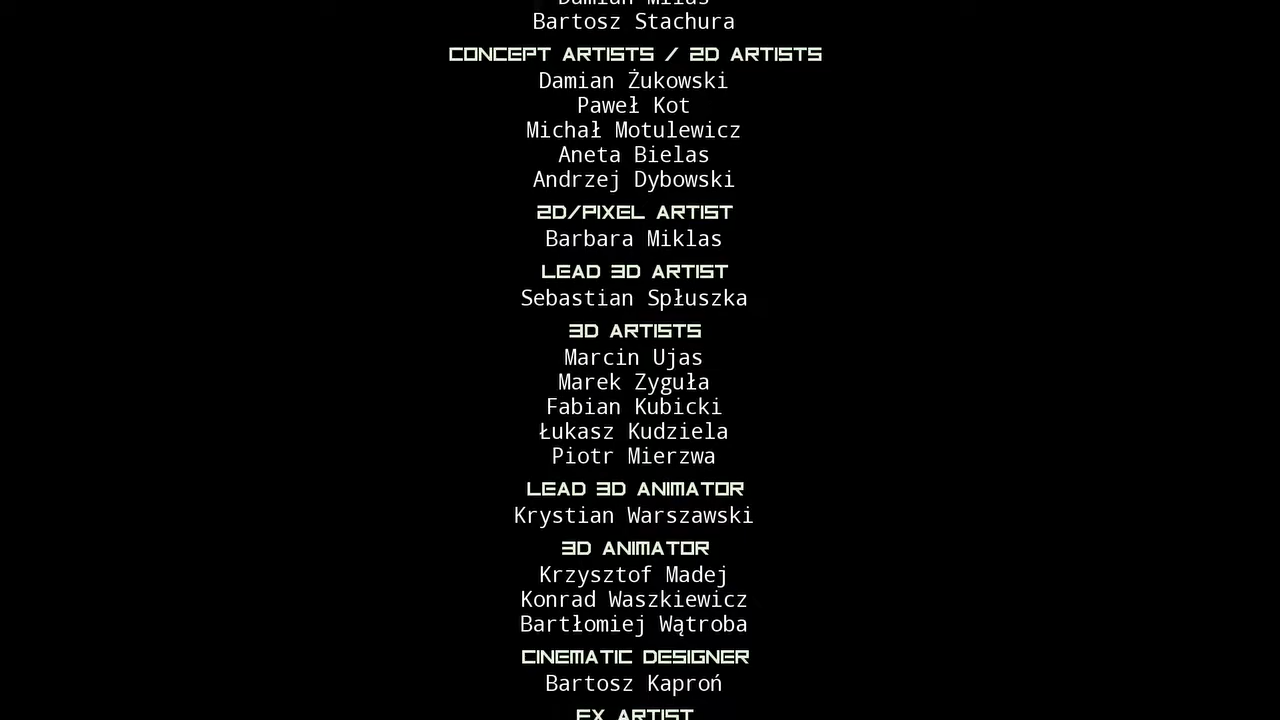 Damian Miłas
Bartosz Stachura
CONCEPT ARTISTS / 2D ARTISTS
Damian Żukowski
Paweł Kot
Michał Motulewicz
Aneta Bielas
Andrzej Dybowski
2D/PIXEL ARTIST
Barbara Miklas
LEAD 3D ARTIST
Sebastian Spłuszka
3D ARTISTS
Marcin Ujas
Marek Zyguła
Fabian Kubicki
Łukasz Kudziela
Piotr Mierzwa
LEAD 3D ANIMATOR
Krystian Warszawski
3D ANIMATOR
Krzysztof Madej
Konrad Waszkiewicz
Bartłomiej Wątroba
CINEMATIC DESIGNER
Bartosz Kaproń
ARTIST